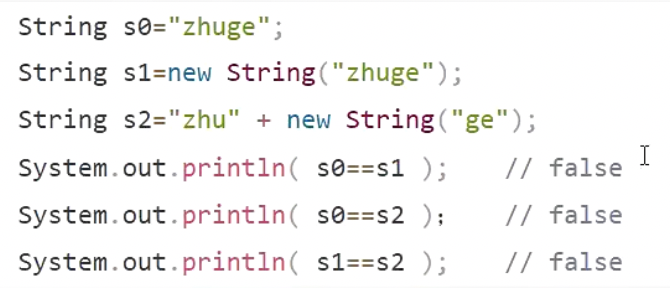 String s0="zhuge";
String s1=new String("zhuge");
String s2="zhu" + new String("ge");
System.out.println( s0==s1 );    // false
System.out.println( s0==s2 );    // false
System.out.println( s1==s2 );    // false